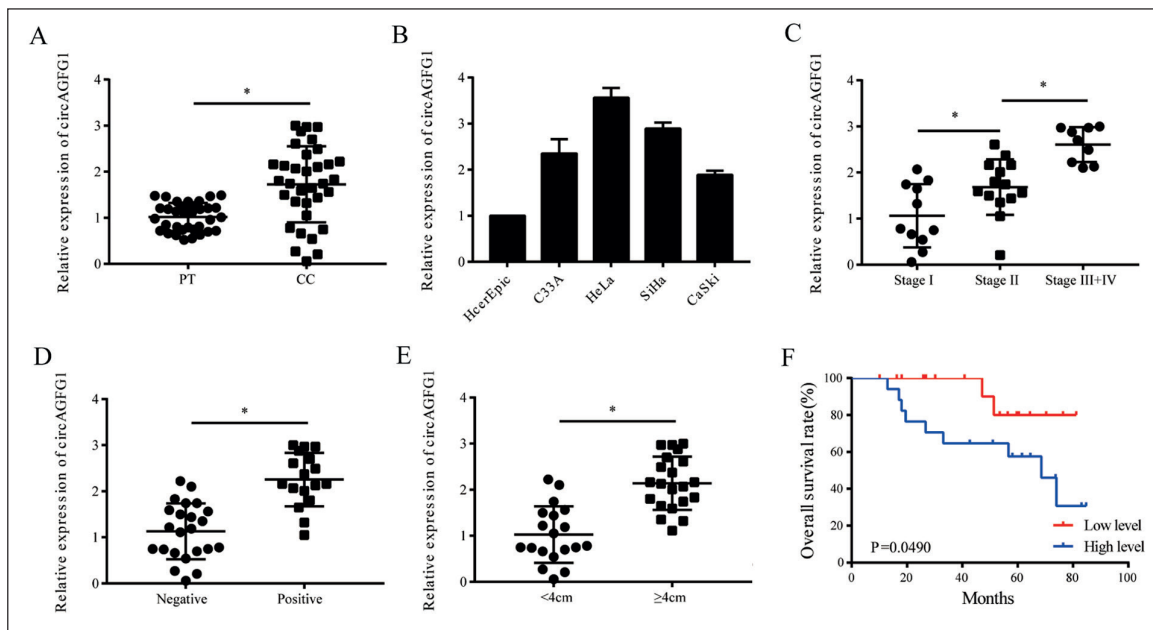 A
Relative expression of circAGFG1
4
3
2
1
0
*
PT
CC
B
Relative expression of circAGFG1
4
3
2
1
0
HcerEpic
C33A
HeLa
SiHa
CaSki
C
Relative expression of circAGFG1
4
3
2
1
0
*
*
Stage I
Stage II
Stage III+IV
D
Relative expression of circAGFG1
4
3
2
1
0
*
Negative
Positive
E
Relative expression of circAGFG1
4
3
2
1
0
*
<4cm
≥4cm
F
Overall survival rate(%)
100
80
60
40
20
0
Low level
High level
P=0.0490
0
20
40
60
80
100
Months